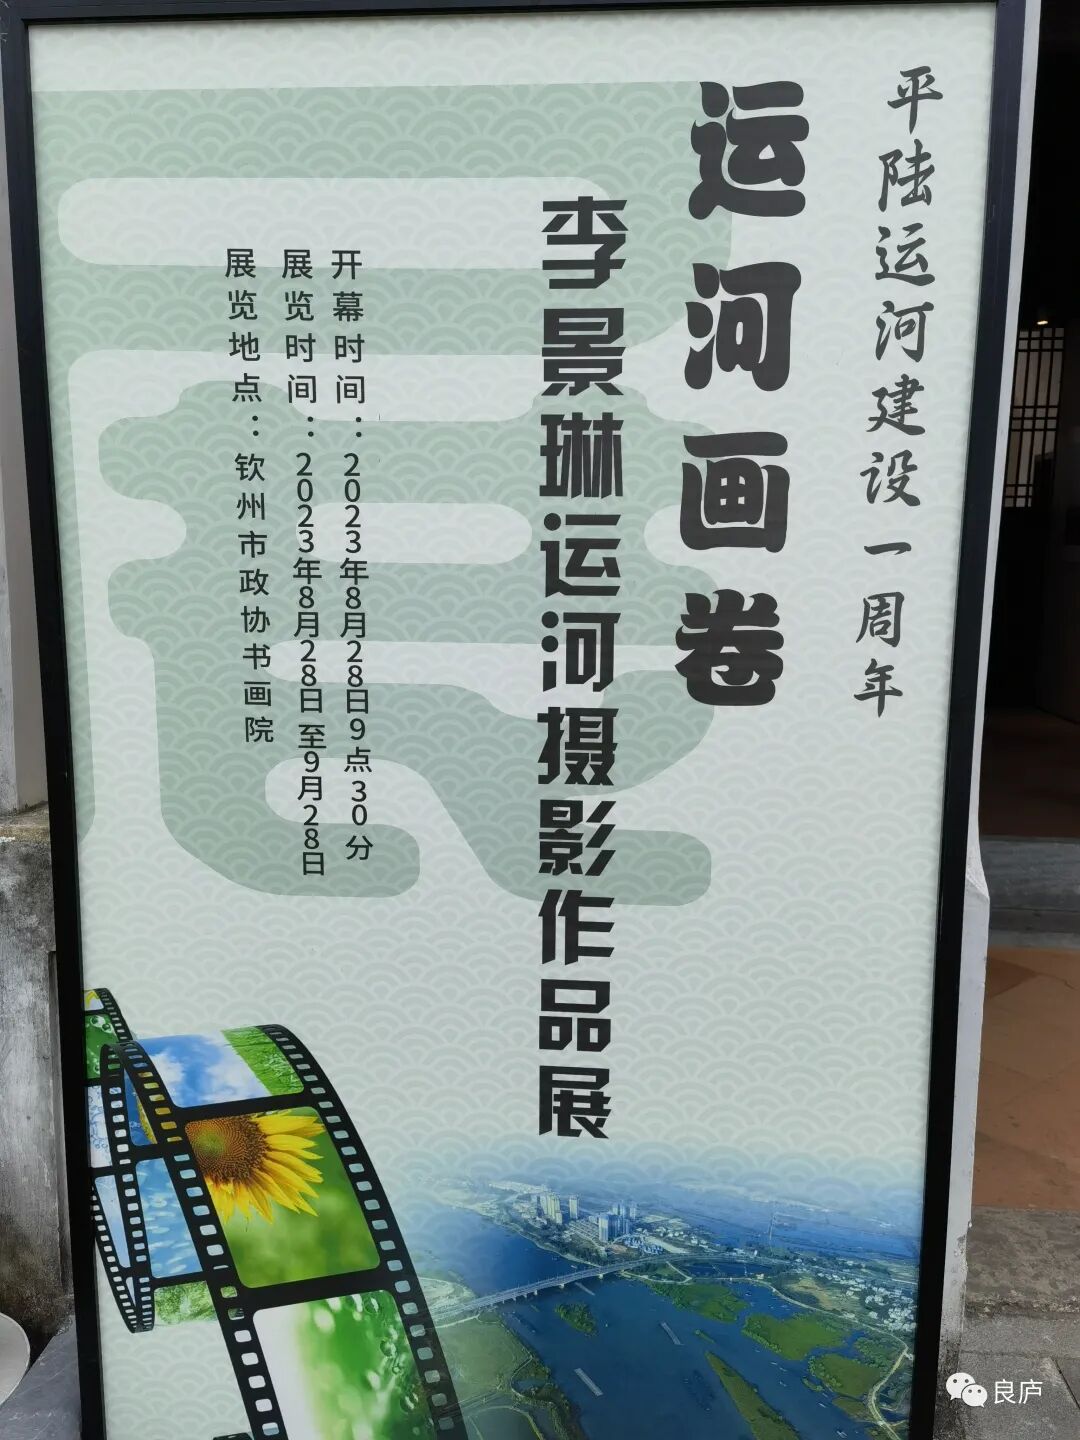 平陆运河建设一周年
运河画卷
李景琳运河摄影作品展
开幕时间：2023年8月28日9点30分
展览时间：2023年8月28日至9月28日
展览地点：钦州市政协书画院
良庐